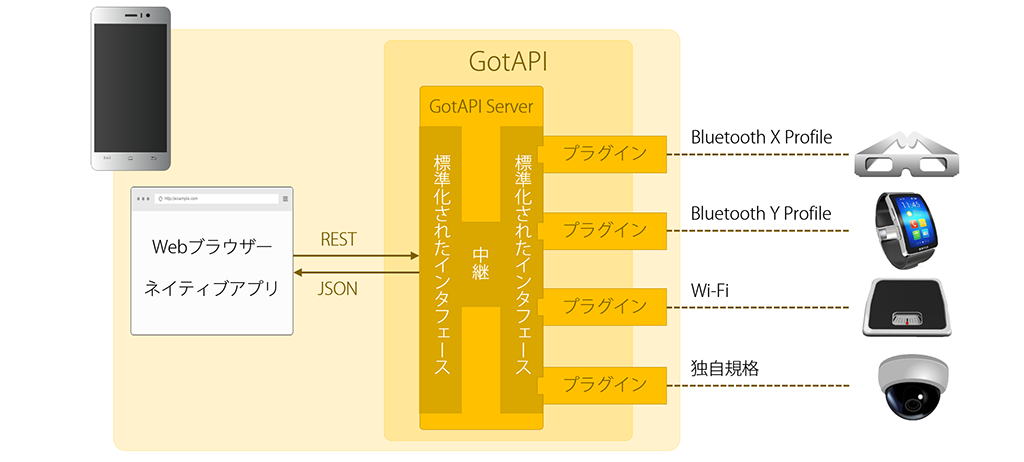 GotAPI
GotAPI Server
http://example.com
Webブラウザー
ネイティブアプリ
REST
JSON
標準化されたインタフェース
中継
標準化されたインタフェース
プラグイン
Bluetooth X Profile
プラグイン
Bluetooth Y Profile
プラグイン
Wi-Fi
プラグイン
独自規格